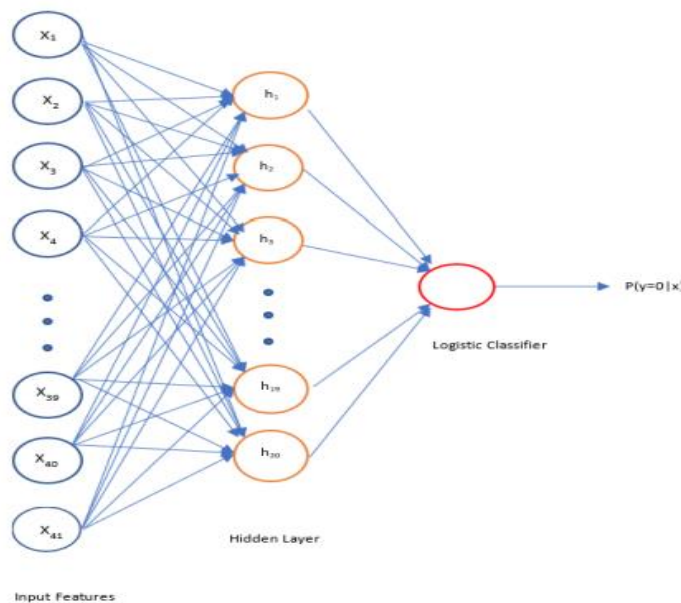 X1
X2
X3
X4
X39
X40
X41
Input Features
h1
h2
h3
h19
h20
Hidden Layer
Logistic Classifier
P(y=0|x)